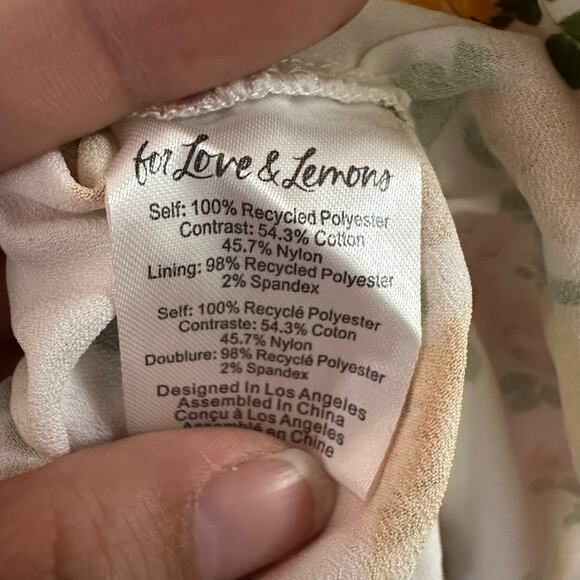 for Love & Lemons
Self: 100% Recycled Polyester
Contrast: 54.3% Cotton
45.7% Nylon
Lining: 98% Recycled Polyester
2% Spandex
Self: 100% Recyclé Polyester
Contraste: 54.3% Coton
45.7% Nylon
Doublure: 98% Recyclé Polyester
2% Spandex
Designed In Los Angeles
Assembled In China
Conçu à Los Angeles
Assemblé en Chine